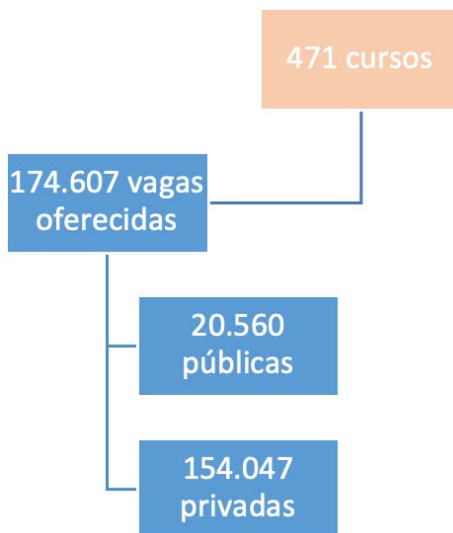 471 cursos
174.607 vagas
oferecidas
20.560
públicas
154.047
privadas